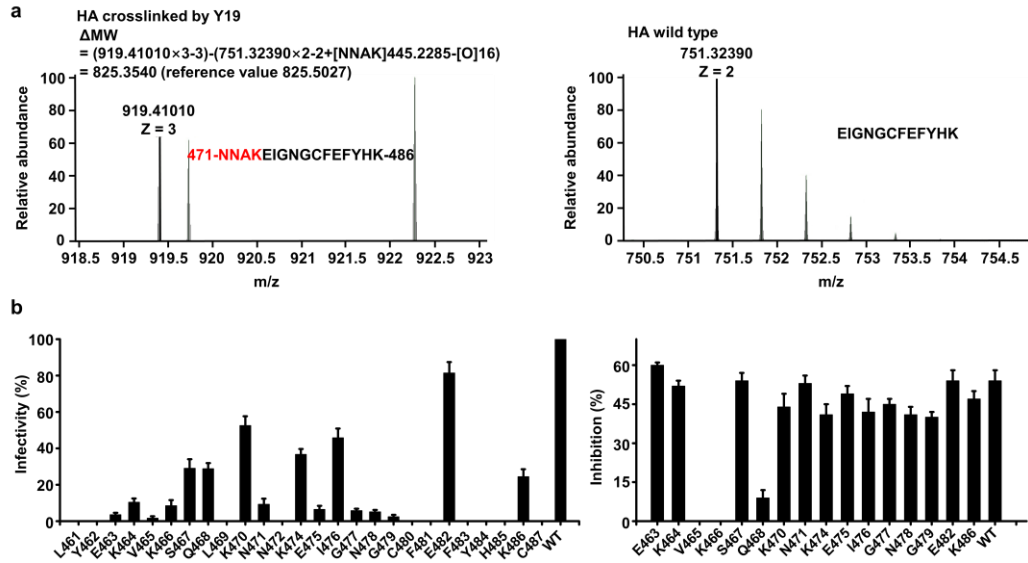 a
HA crosslinked by Y19
ΔMW
= (919.41010×3-3)-(751.32390×2-2+[NNAK]445.2285-[O]16)
= 825.3540 (reference value 825.5027)
Relative abundance
100
80
60
40
20
0
919.41010
Z = 3
471-NNAKEIGNGCFEFYHK-486
918.5 919 919.5 920 920.5 921 921.5 922 922.5 923
m/z
HA wild type
751.32390
Z = 2
Relative abundance
100
80
60
40
20
0
EIGNGCFEFYHK
750.5 751 751.5 752 752.5 753 753.5 754 754.5
m/z
b
Infectivity (%)
100
80
60
40
20
0
L461 Y462 E463 K464 V465 K466 S467 Q468 L469 K470 N471 N472 K474 E475 I476 G477 N478 G479 C480 F481 E482 F483 Y484 H485 K486 C487 WT
Inhibition (%)
60
45
30
15
0
E463 K464 V465 K466 S467 Q468 K470 N471 K474 E475 I476 G477 N478 G479 E482 K486 WT